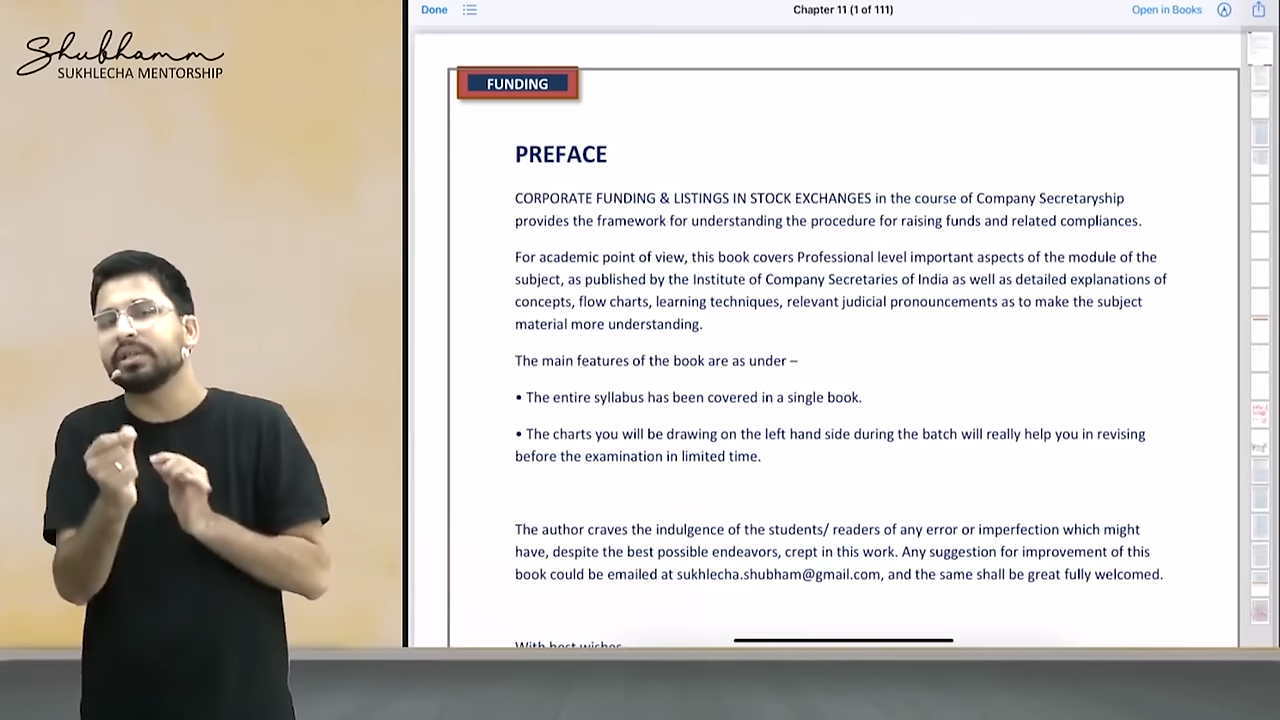 Shubhamm
SUKHLECHA MENTORSHIP
Done
Chapter 11 (1 of 111)
Open in Books
FUNDING
PREFACE
CORPORATE FUNDING & LISTINGS IN STOCK EXCHANGES in the course of Company Secretaryship
provides the framework for understanding the procedure for raising funds and related compliances.
For academic point of view, this book covers Professional level important aspects of the module of the
subject, as published by the Institute of Company Secretaries of India as well as detailed explanations of
concepts, flow charts, learning techniques, relevant judicial pronouncements as to make the subject
material more understanding.
The main features of the book are as under –
• The entire syllabus has been covered in a single book.
• The charts you will be drawing on the left hand side during the batch will really help you in revising
before the examination in limited time.
The author craves the indulgence of the students/ readers of any error or imperfection which might
have, despite the best possible endeavors, crept in this work. Any suggestion for improvement of this
book could be emailed at sukhlecha.shubham@gmail.com, and the same shall be great fully welcomed.
With best wishes